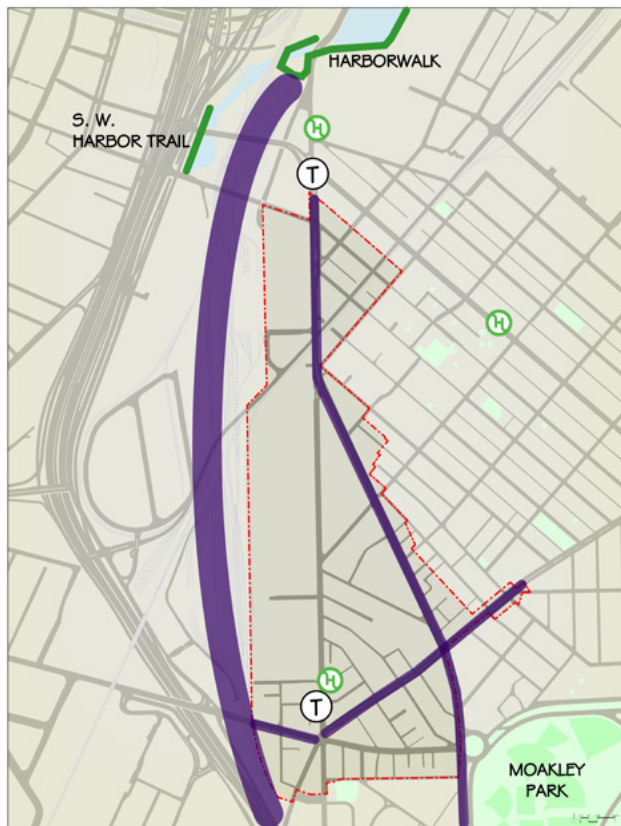 HARBORWALK
S. W.
HARBOR TRAIL
H
T
H
H
T
MOAKLEY
PARK